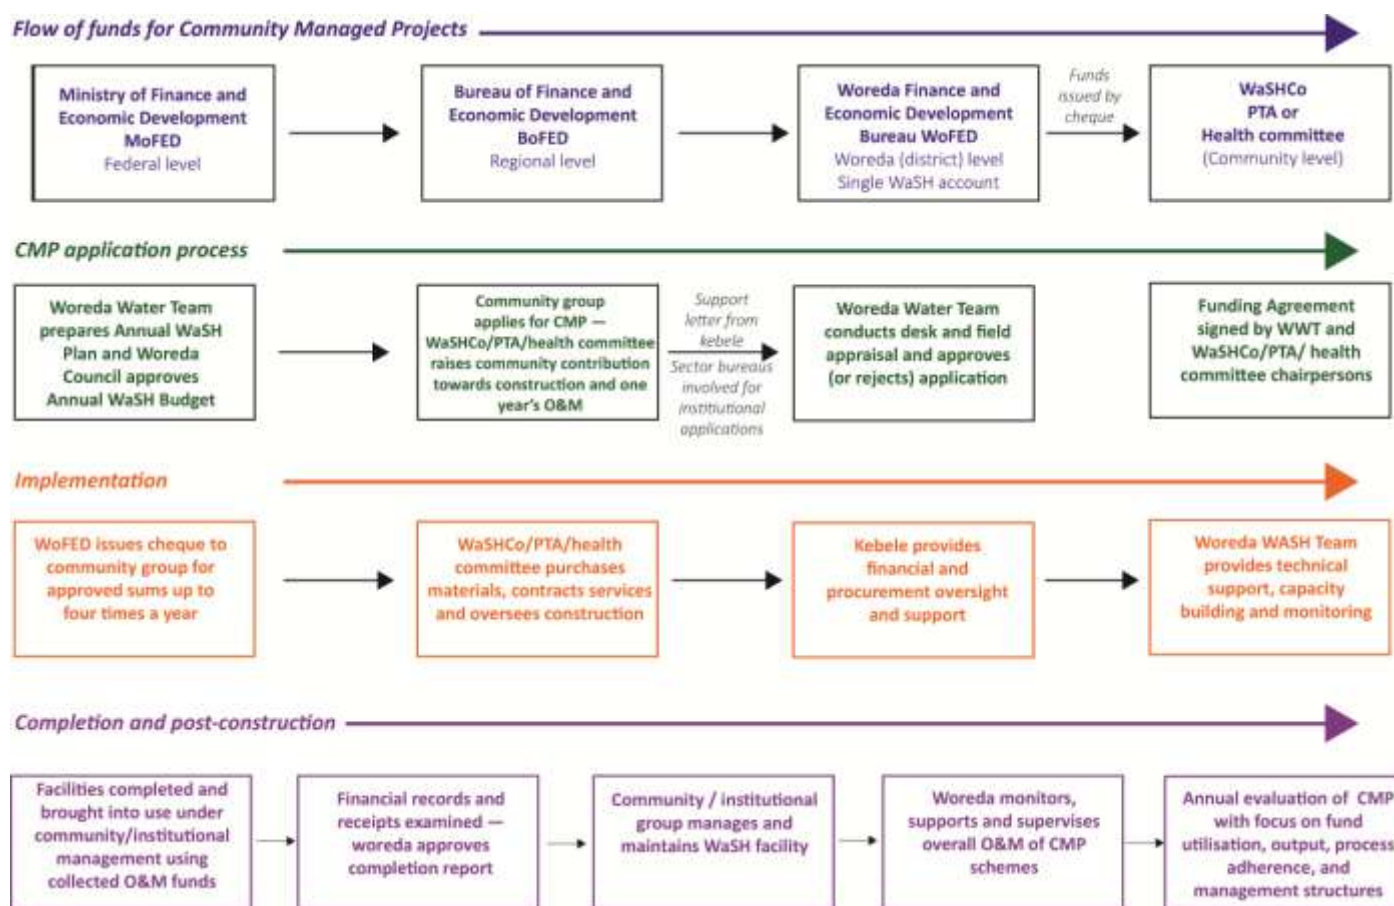 Flow of funds for Community Managed Projects
Ministry of Finance and
Economic Development
MoFED
Federal level
Bureau of Finance and
Economic Development
BoFED
Regional level
Woreda Finance and
Economic Development
Bureau WoFED
Woreda (district) level
Single WaSH account
Funds
issued by
cheque
WaSHCo
PTA or
Health committee
(Community level)
CMP application process
Woreda Water Team
prepares Annual WaSH
Plan and Woreda
Council approves
Annual WaSH Budget
Community group
applies for CMP —
WaSHCo/PTA/health committee
raises community contribution
towards construction and one
year's O&M
Support
letter from
kebele
Sector bureaus
involved for
institiutional
applications
Woreda Water Team
conducts desk and field
appraisal and approves
(or rejects) application
Funding Agreement
signed by WWT and
WaSHCo/PTA/ health
committee chairpersons
Implementation
WoFED issues cheque to
community group for
approved sums up to
four times a year
WaSHCo/PTA/health
committee purchases
materials, contracts services
and oversees construction
Kebele provides
financial and
procurement oversight
and support
Woreda WASH Team
provides technical
support, capacity
building and monitoring
Completion and post-construction
Facilities completed and
brought into use under
community/institutional
management using
collected O&M funds
Financial records and
receipts examined —
woreda approves
completion report
Community / institutional
group manages and
maintains WaSH facility
Woreda monitors,
supports and supervises
overall O&M of CMP
schemes
Annual evaluation of CMP
with focus on fund
utilisation, output, process
adherence, and
management structures